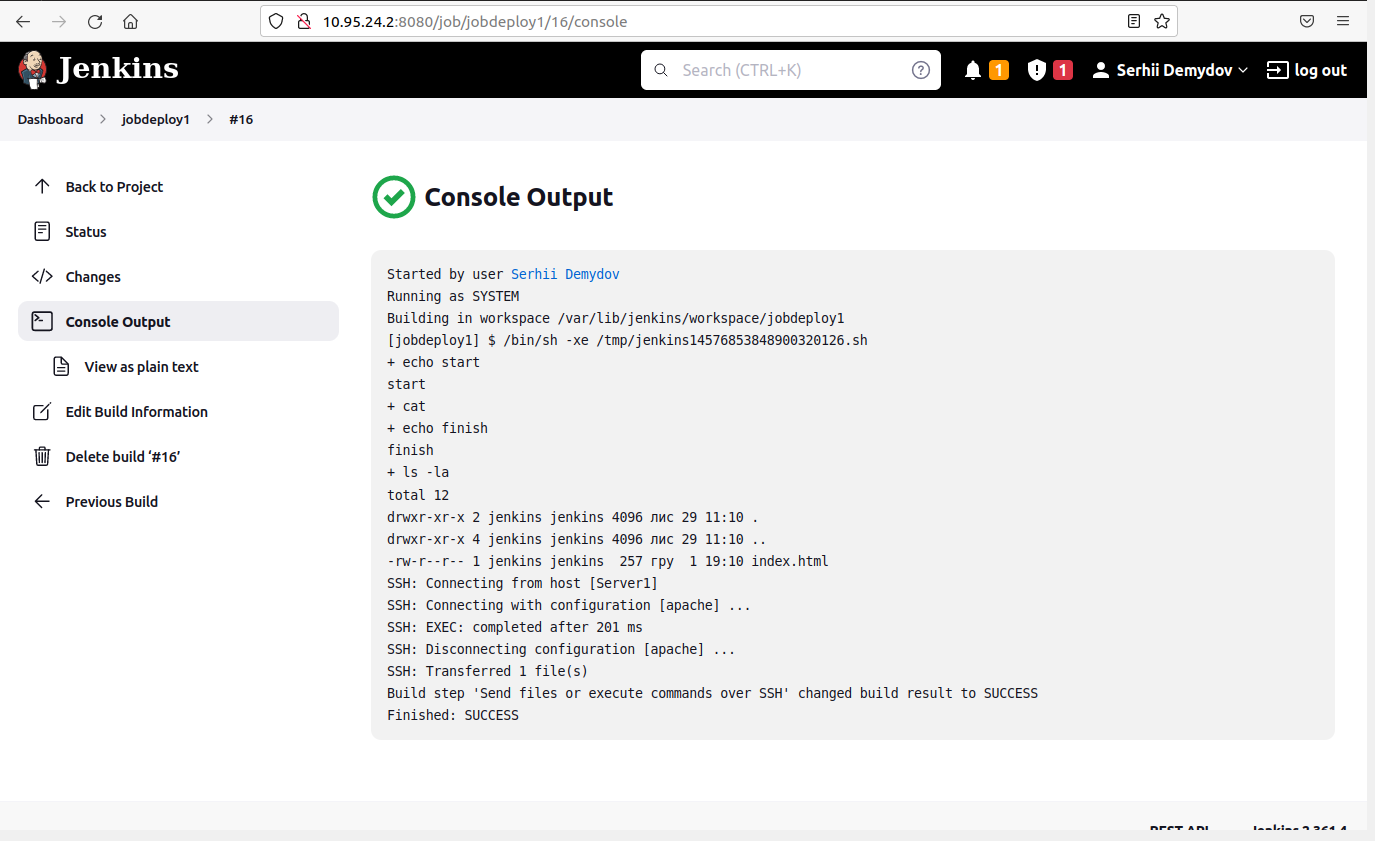 10.95.24.2:8080/job/jobdeploy1/16/console
Jenkins
Search (CTRL+K)
1
1
Serhii Demydov
log out
Dashboard
jobdeploy1
#16
Back to Project
Status
Changes
Console Output
View as plain text
Edit Build Information
Delete build ‘#16’
Previous Build
Console Output
Started by user Serhii Demydov
Running as SYSTEM
Building in workspace /var/lib/jenkins/workspace/jobdeploy1
[jobdeploy1] $ /bin/sh -xe /tmp/jenkins14576853848900320126.sh
+ echo start
start
+ cat
+ echo finish
finish
+ ls -la
total 12
drwxr-xr-x 2 jenkins jenkins 4096 лис 29 11:10 .
drwxr-xr-x 4 jenkins jenkins 4096 лис 29 11:10 ..
-rw-r--r-- 1 jenkins jenkins  257 гру  1 19:10 index.html
SSH: Connecting from host [Server1]
SSH: Connecting with configuration [apache] ...
SSH: EXEC: completed after 201 ms
SSH: Disconnecting configuration [apache] ...
SSH: Transferred 1 file(s)
Build step 'Send files or execute commands over SSH' changed build result to SUCCESS
Finished: SUCCESS
REST API
Jenkins 2.361.4